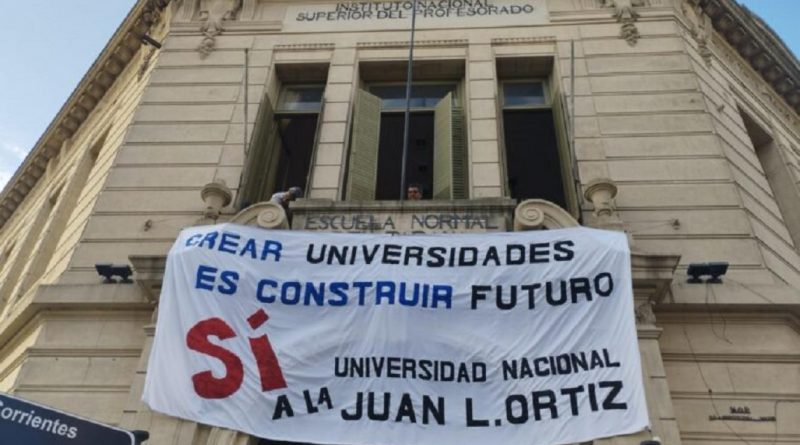 INSTITUTO NACIONAL
SUPERIOR DEL PROFESORADO
ESCUELA NORMAL
CREAR UNIVERSIDADES
ES CONSTRUIR FUTURO
SÍ
UNIVERSIDAD NACIONAL
A LA JUAN L. ORTIZ
Corrientes